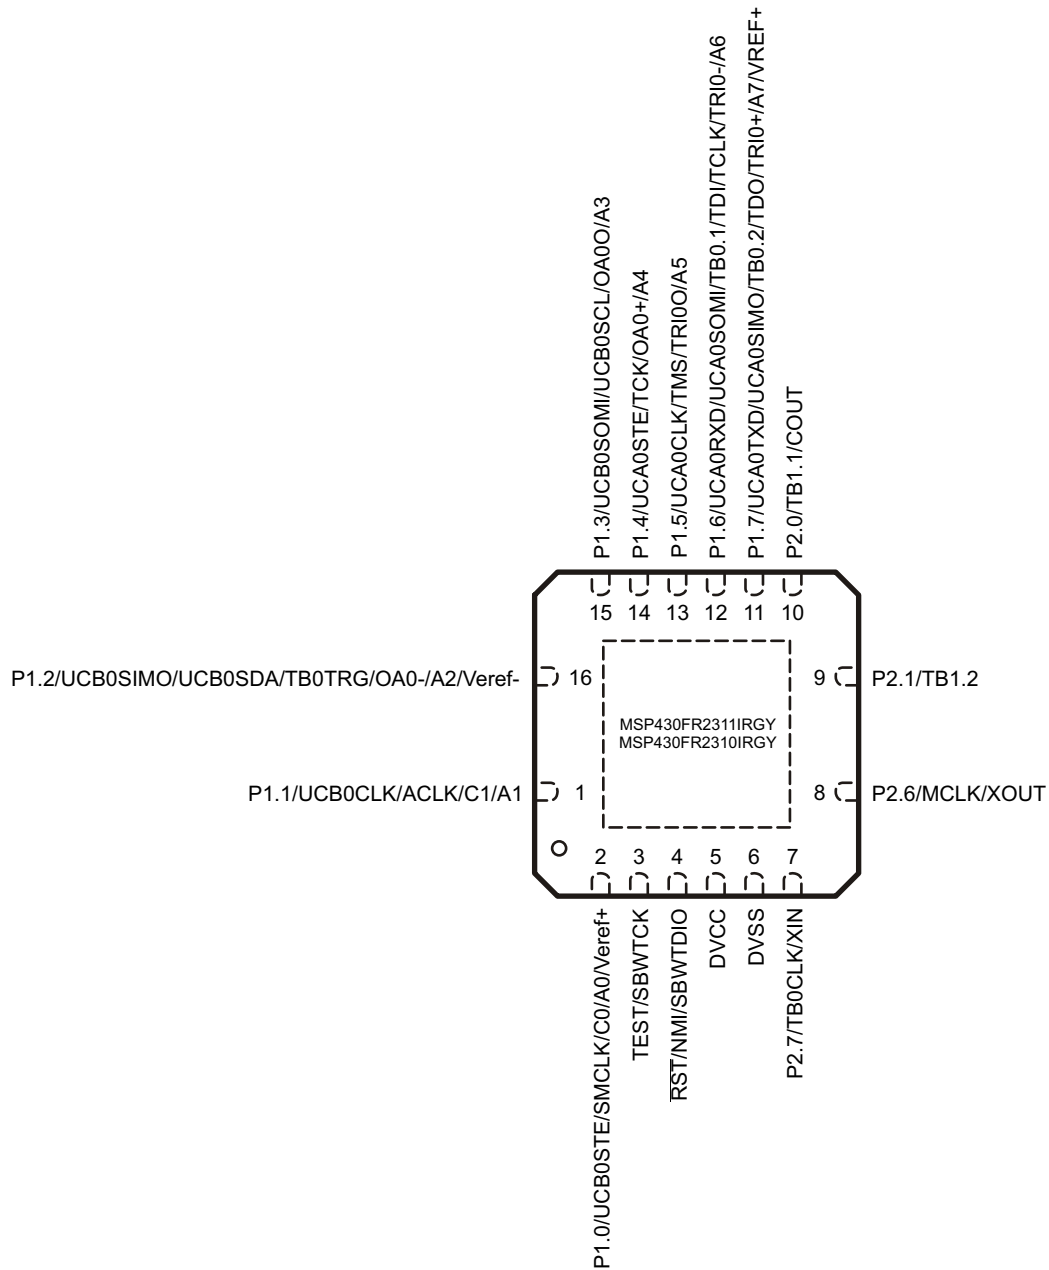 P1.3/UCB0SOMI/UCB0SCL/OA0O/A3
P1.4/UCA0STE/TCK/OA0+/A4
P1.5/UCA0CLK/TMS/TRI0O/A5
P1.6/UCA0RXD/UCA0SOMI/TB0.1/TDI/TCLK/TRI0-/A6
P1.7/UCA0TXD/UCA0SIMO/TB0.2/TDO/TRI0+/A7/VREF+
P2.0/TB1.1/COUT
15 14 13 12 11 10
P1.2/UCB0SIMO/UCB0SDA/TB0TRG/OA0-/A2/Veref- 16
9 P2.1/TB1.2
MSP430FR2311IRGY
MSP430FR2310IRGY
P1.1/UCB0CLK/ACLK/C1/A1 1
8 P2.6/MCLK/XOUT
2 3 4 5 6 7
P1.0/UCB0STE/SMCLK/C0/A0/Veref+
TEST/SBWTCK
RST/NMI/SBWTDIO
DVCC
DVSS
P2.7/TB0CLK/XIN